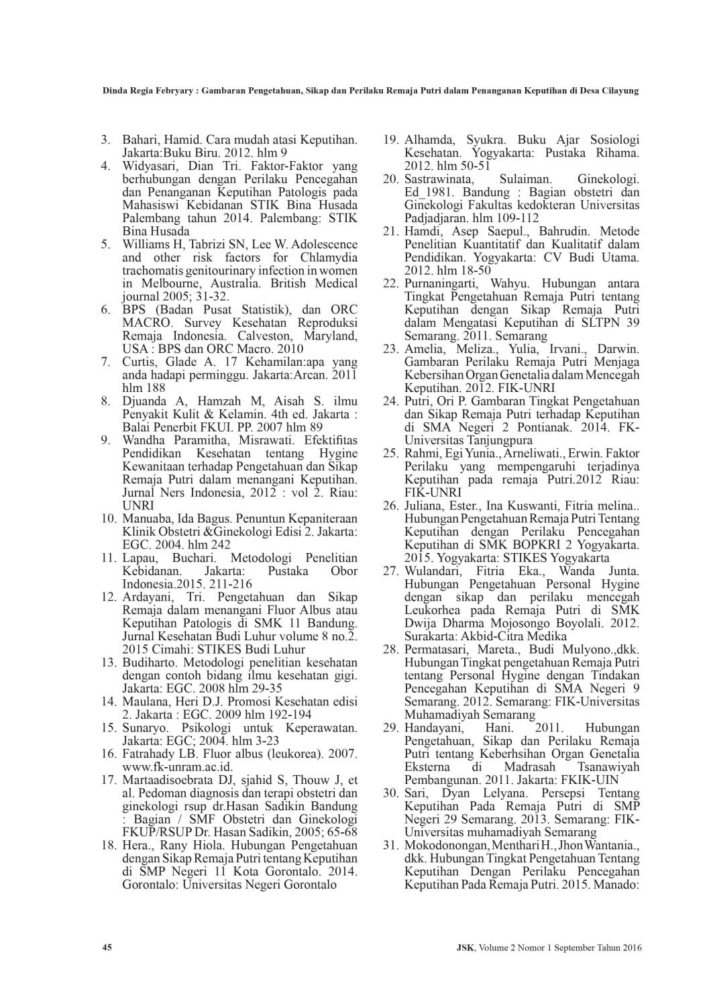 Dinda Regia Febryary : Gambaran Pengetahuan, Sikap dan Perilaku Remaja Putri dalam Penanganan Keputihan di Desa Cilayung
3. Bahari, Hamid. Cara mudah atasi Keputihan.
Jakarta:Buku Biru. 2012. hlm 9
4. Widyasari, Dian Tri. Faktor-Faktor yang
berhubungan dengan Perilaku Pencegahan
dan Penanganan Keputihan Patologis pada
Mahasiswi Kebidanan STIK Bina Husada
Palembang tahun 2014. Palembang: STIK
Bina Husada
5. Williams H, Tabrizi SN, Lee W. Adolescence
and other risk factors for Chlamydia
trachomatis genitourinary infection in women
in Melbourne, Australia. British Medical
journal 2005; 31-32.
6. BPS (Badan Pusat Statistik), dan ORC
MACRO. Survey Kesehatan Reproduksi
Remaja Indonesia. Calveston, Maryland,
USA : BPS dan ORC Macro. 2010
7. Curtis, Glade A. 17 Kehamilan:apa yang
anda hadapi perminggu. Jakarta:Arcan. 2011
hlm 188
8. Djuanda A, Hamzah M, Aisah S. ilmu
Penyakit Kulit & Kelamin. 4th ed. Jakarta :
Balai Penerbit FKUI. PP. 2007 hlm 89
9. Wandha Paramitha, Misrawati. Efektifitas
Pendidikan Kesehatan tentang Hygine
Kewanitaan terhadap Pengetahuan dan Sikap
Remaja Putri dalam menangani Keputihan.
Jurnal Ners Indonesia, 2012 : vol 2. Riau:
UNRI
10. Manuaba, Ida Bagus. Penuntun Kepaniteraan
Klinik Obstetri &Ginekologi Edisi 2. Jakarta:
EGC. 2004. hlm 242
11. Lapau, Buchari. Metodologi Penelitian
Kebidanan. Jakarta: Pustaka Obor
Indonesia.2015. 211-216
12. Ardayani, Tri. Pengetahuan dan Sikap
Remaja dalam menangani Fluor Albus atau
Keputihan Patologis di SMK 11 Bandung.
Jurnal Kesehatan Budi Luhur volume 8 no.2.
2015 Cimahi: STIKES Budi Luhur
13. Budiharto. Metodologi penelitian kesehatan
dengan contoh bidang ilmu kesehatan gigi.
Jakarta: EGC. 2008 hlm 29-35
14. Maulana, Heri D.J. Promosi Kesehatan edisi
2. Jakarta : EGC. 2009 hlm 192-194
15. Sunaryo. Psikologi untuk Keperawatan.
Jakarta: EGC; 2004. hlm 3-23
16. Fatrahady LB. Fluor albus (leukorea). 2007.
www.fk-unram.ac.id.
17. Martaadisoebrata DJ, sjahid S, Thouw J, et
al. Pedoman diagnosis dan terapi obstetri dan
ginekologi rsup dr.Hasan Sadikin Bandung
: Bagian / SMF Obstetri dan Ginekologi
FKUP/RSUP Dr. Hasan Sadikin, 2005; 65-68
18. Hera., Rany Hiola. Hubungan Pengetahuan
dengan Sikap Remaja Putri tentang Keputihan
di SMP Negeri 11 Kota Gorontalo. 2014.
Gorontalo: Universitas Negeri Gorontalo
19. Alhamda, Syukra. Buku Ajar Sosiologi
Kesehatan. Yogyakarta: Pustaka Rihama.
2012. hlm 50-51
20. Sastrawinata, Sulaiman. Ginekologi.
Ed_1981. Bandung : Bagian obstetri dan
Ginekologi Fakultas kedokteran Universitas
Padjadjaran. hlm 109-112
21. Hamdi, Asep Saepul., Bahrudin. Metode
Penelitian Kuantitatif dan Kualitatif dalam
Pendidikan. Yogyakarta: CV Budi Utama.
2012. hlm 18-50
22. Purnaningarti, Wahyu. Hubungan antara
Tingkat Pengetahuan Remaja Putri tentang
Keputihan dengan Sikap Remaja Putri
dalam Mengatasi Keputihan di SLTPN 39
Semarang. 2011. Semarang
23. Amelia, Meliza., Yulia, Irvani., Darwin.
Gambaran Perilaku Remaja Putri Menjaga
Kebersihan Organ Genetalia dalam Mencegah
Keputihan. 2012. FIK-UNRI
24. Putri, Ori P. Gambaran Tingkat Pengetahuan
dan Sikap Remaja Putri terhadap Keputihan
di SMA Negeri 2 Pontianak. 2014. FK-
Universitas Tanjungpura
25. Rahmi, Egi Yunia., Arneliwati., Erwin. Faktor
Perilaku yang mempengaruhi terjadinya
Keputihan pada remaja Putri.2012 Riau:
FIK-UNRI
26. Juliana, Ester., Ina Kuswanti, Fitria melina..
Hubungan Pengetahuan Remaja Putri Tentang
Keputihan dengan Perilaku Pencegahan
Keputihan di SMK BOPKRI 2 Yogyakarta.
2015. Yogyakarta: STIKES Yogyakarta
27. Wulandari, Fitria Eka., Wanda Junta.
Hubungan Pengetahuan Personal Hygine
dengan sikap dan perilaku mencegah
Leukorhea pada Remaja Putri di SMK
Dwija Dharma Mojosongo Boyolali. 2012.
Surakarta: Akbid-Citra Medika
28. Permatasari, Mareta., Budi Mulyono.,dkk.
Hubungan Tingkat pengetahuan Remaja Putri
tentang Personal Hygine dengan Tindakan
Pencegahan Keputihan di SMA Negeri 9
Semarang. 2012. Semarang: FIK-Universitas
Muhamadiyah Semarang
29. Handayani, Hani. 2011. Hubungan
Pengetahuan, Sikap dan Perilaku Remaja
Putri tentang Keberhsihan Organ Genetalia
Eksterna di Madrasah Tsanawiyah
Pembangunan. 2011. Jakarta: FKIK-UIN
30. Sari, Dyan Lelyana. Persepsi Tentang
Keputihan Pada Remaja Putri di SMP
Negeri 29 Semarang. 2013. Semarang: FIK-
Universitas muhamadiyah Semarang
31. Mokodonongan, Menthari H., Jhon Wantania.,
dkk. Hubungan Tingkat Pengetahuan Tentang
Keputihan Dengan Perilaku Pencegahan
Keputihan Pada Remaja Putri. 2015. Manado:
45
JSK, Volume 2 Nomor 1 September Tahun 2016